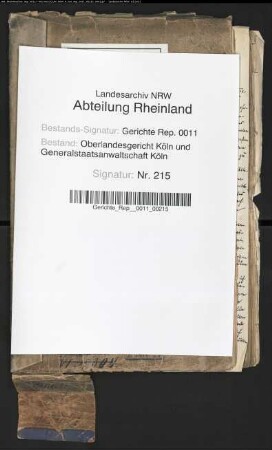 Landesarchiv NRW
Abteilung Rheinland
Bestands-Signatur: Gerichte Rep. 0011
Bestand: Oberlandesgericht Köln und
Generalstaatsanwaltschaft Köln
Signatur: Nr. 215
Gerichte_Rep._0011_00215